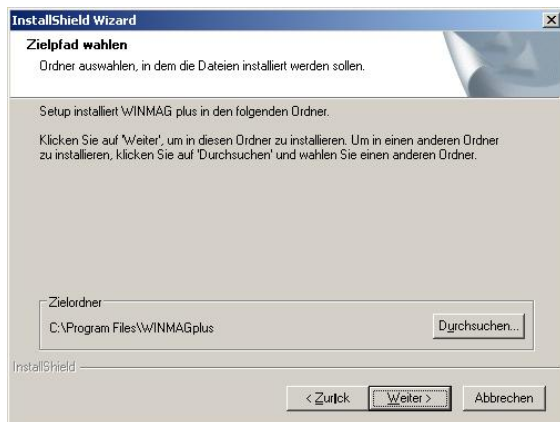 InstallShield Wizard
Zielpfad wahlen
Ordner auswahlen, in dem die Dateien installiert werden sollen.
Setup installiert WINMAG plus in den folgenden Ordner.
Klicken Sie auf 'Weiter', um in diesen Ordner zu installieren. Um in einen anderen Ordner
zu installieren, klicken Sie auf 'Durchsuchen' und wahlen Sie einen anderen Ordner.
Zielordner
C:\Program Files\WINMAGplus
Durchsuchen...
InstallShield
< Zurlck
Weiter >
Abbrechen